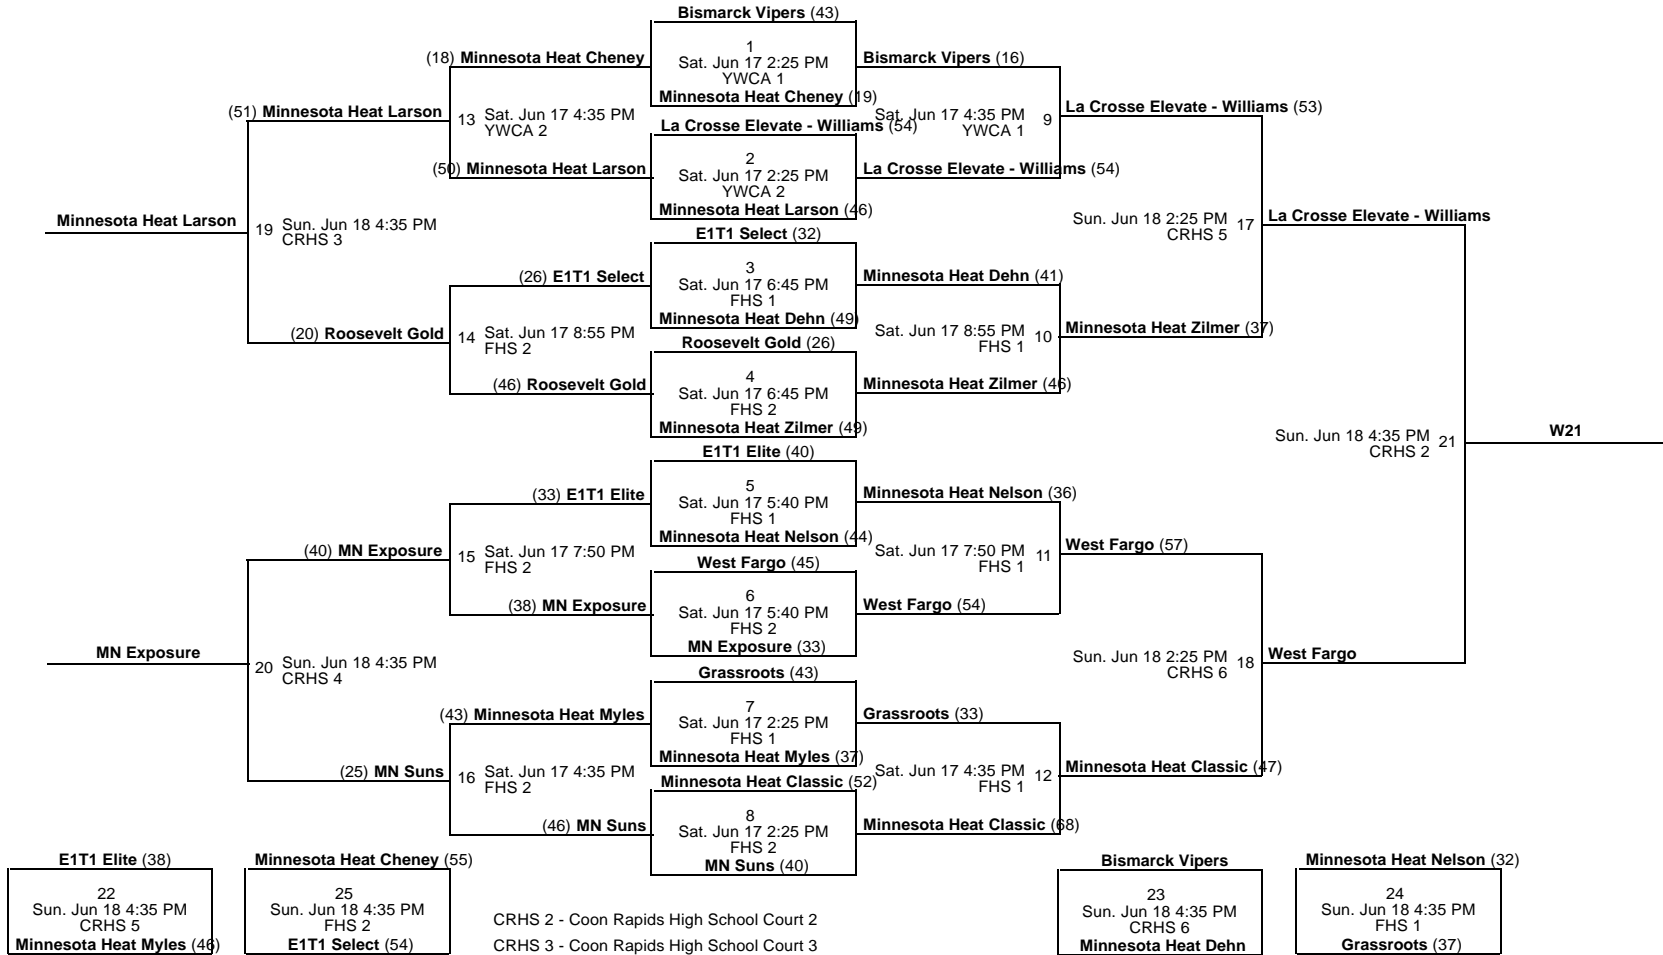 Bismarck Vipers (43)
1
Sat. Jun 17 2:25 PM
YWCA 1
Minnesota Heat Cheney (19)
La Crosse Elevate - Williams (54)
2
Sat. Jun 17 2:25 PM
YWCA 2
Minnesota Heat Larson (46)
E1T1 Select (32)
3
Sat. Jun 17 6:45 PM
FHS 1
Minnesota Heat Dehn (49)
Roosevelt Gold (26)
4
Sat. Jun 17 6:45 PM
FHS 2
Minnesota Heat Zilmer (49)
E1T1 Elite (40)
5
Sat. Jun 17 5:40 PM
FHS 1
Minnesota Heat Nelson (44)
West Fargo (45)
6
Sat. Jun 17 5:40 PM
FHS 2
MN Exposure (33)
Grassroots (43)
7
Sat. Jun 17 2:25 PM
FHS 1
Minnesota Heat Myles (37)
Minnesota Heat Classic (52)
8
Sat. Jun 17 2:25 PM
FHS 2
MN Suns (40)
(18) Minnesota Heat Cheney
13 Sat. Jun 17 4:35 PM
YWCA 2
(50) Minnesota Heat Larson
(26) E1T1 Select
14 Sat. Jun 17 8:55 PM
FHS 2
(46) Roosevelt Gold
(33) E1T1 Elite
15 Sat. Jun 17 7:50 PM
FHS 2
(38) MN Exposure
(43) Minnesota Heat Myles
16 Sat. Jun 17 4:35 PM
FHS 2
(46) MN Suns
(51) Minnesota Heat Larson
19 Sun. Jun 18 4:35 PM
CRHS 3
(20) Roosevelt Gold
(40) MN Exposure
20 Sun. Jun 18 4:35 PM
CRHS 4
(25) MN Suns
Minnesota Heat Larson
MN Exposure
Bismarck Vipers (16)
Sat. Jun 17 4:35 PM 9
YWCA 1
La Crosse Elevate - Williams (54)
Minnesota Heat Dehn (41)
Sat. Jun 17 8:55 PM 10
FHS 1
Minnesota Heat Zilmer (46)
Minnesota Heat Nelson (36)
Sat. Jun 17 7:50 PM 11
FHS 1
West Fargo (54)
Grassroots (33)
Sat. Jun 17 4:35 PM 12
FHS 1
Minnesota Heat Classic (68)
La Crosse Elevate - Williams (53)
Sun. Jun 18 2:25 PM 17
CRHS 5
Minnesota Heat Zilmer (37)
West Fargo (57)
Sun. Jun 18 2:25 PM 18
CRHS 6
Minnesota Heat Classic (47)
La Crosse Elevate - Williams
Sun. Jun 18 4:35 PM 21
CRHS 2
West Fargo
W21
E1T1 Elite (38)
22
Sun. Jun 18 4:35 PM
CRHS 5
Minnesota Heat Myles (46)
Minnesota Heat Cheney (55)
25
Sun. Jun 18 4:35 PM
FHS 2
E1T1 Select (54)
CRHS 2 - Coon Rapids High School Court 2
CRHS 3 - Coon Rapids High School Court 3
Bismarck Vipers
23
Sun. Jun 18 4:35 PM
CRHS 6
Minnesota Heat Dehn
Minnesota Heat Nelson (32)
24
Sun. Jun 18 4:35 PM
FHS 1
Grassroots (37)